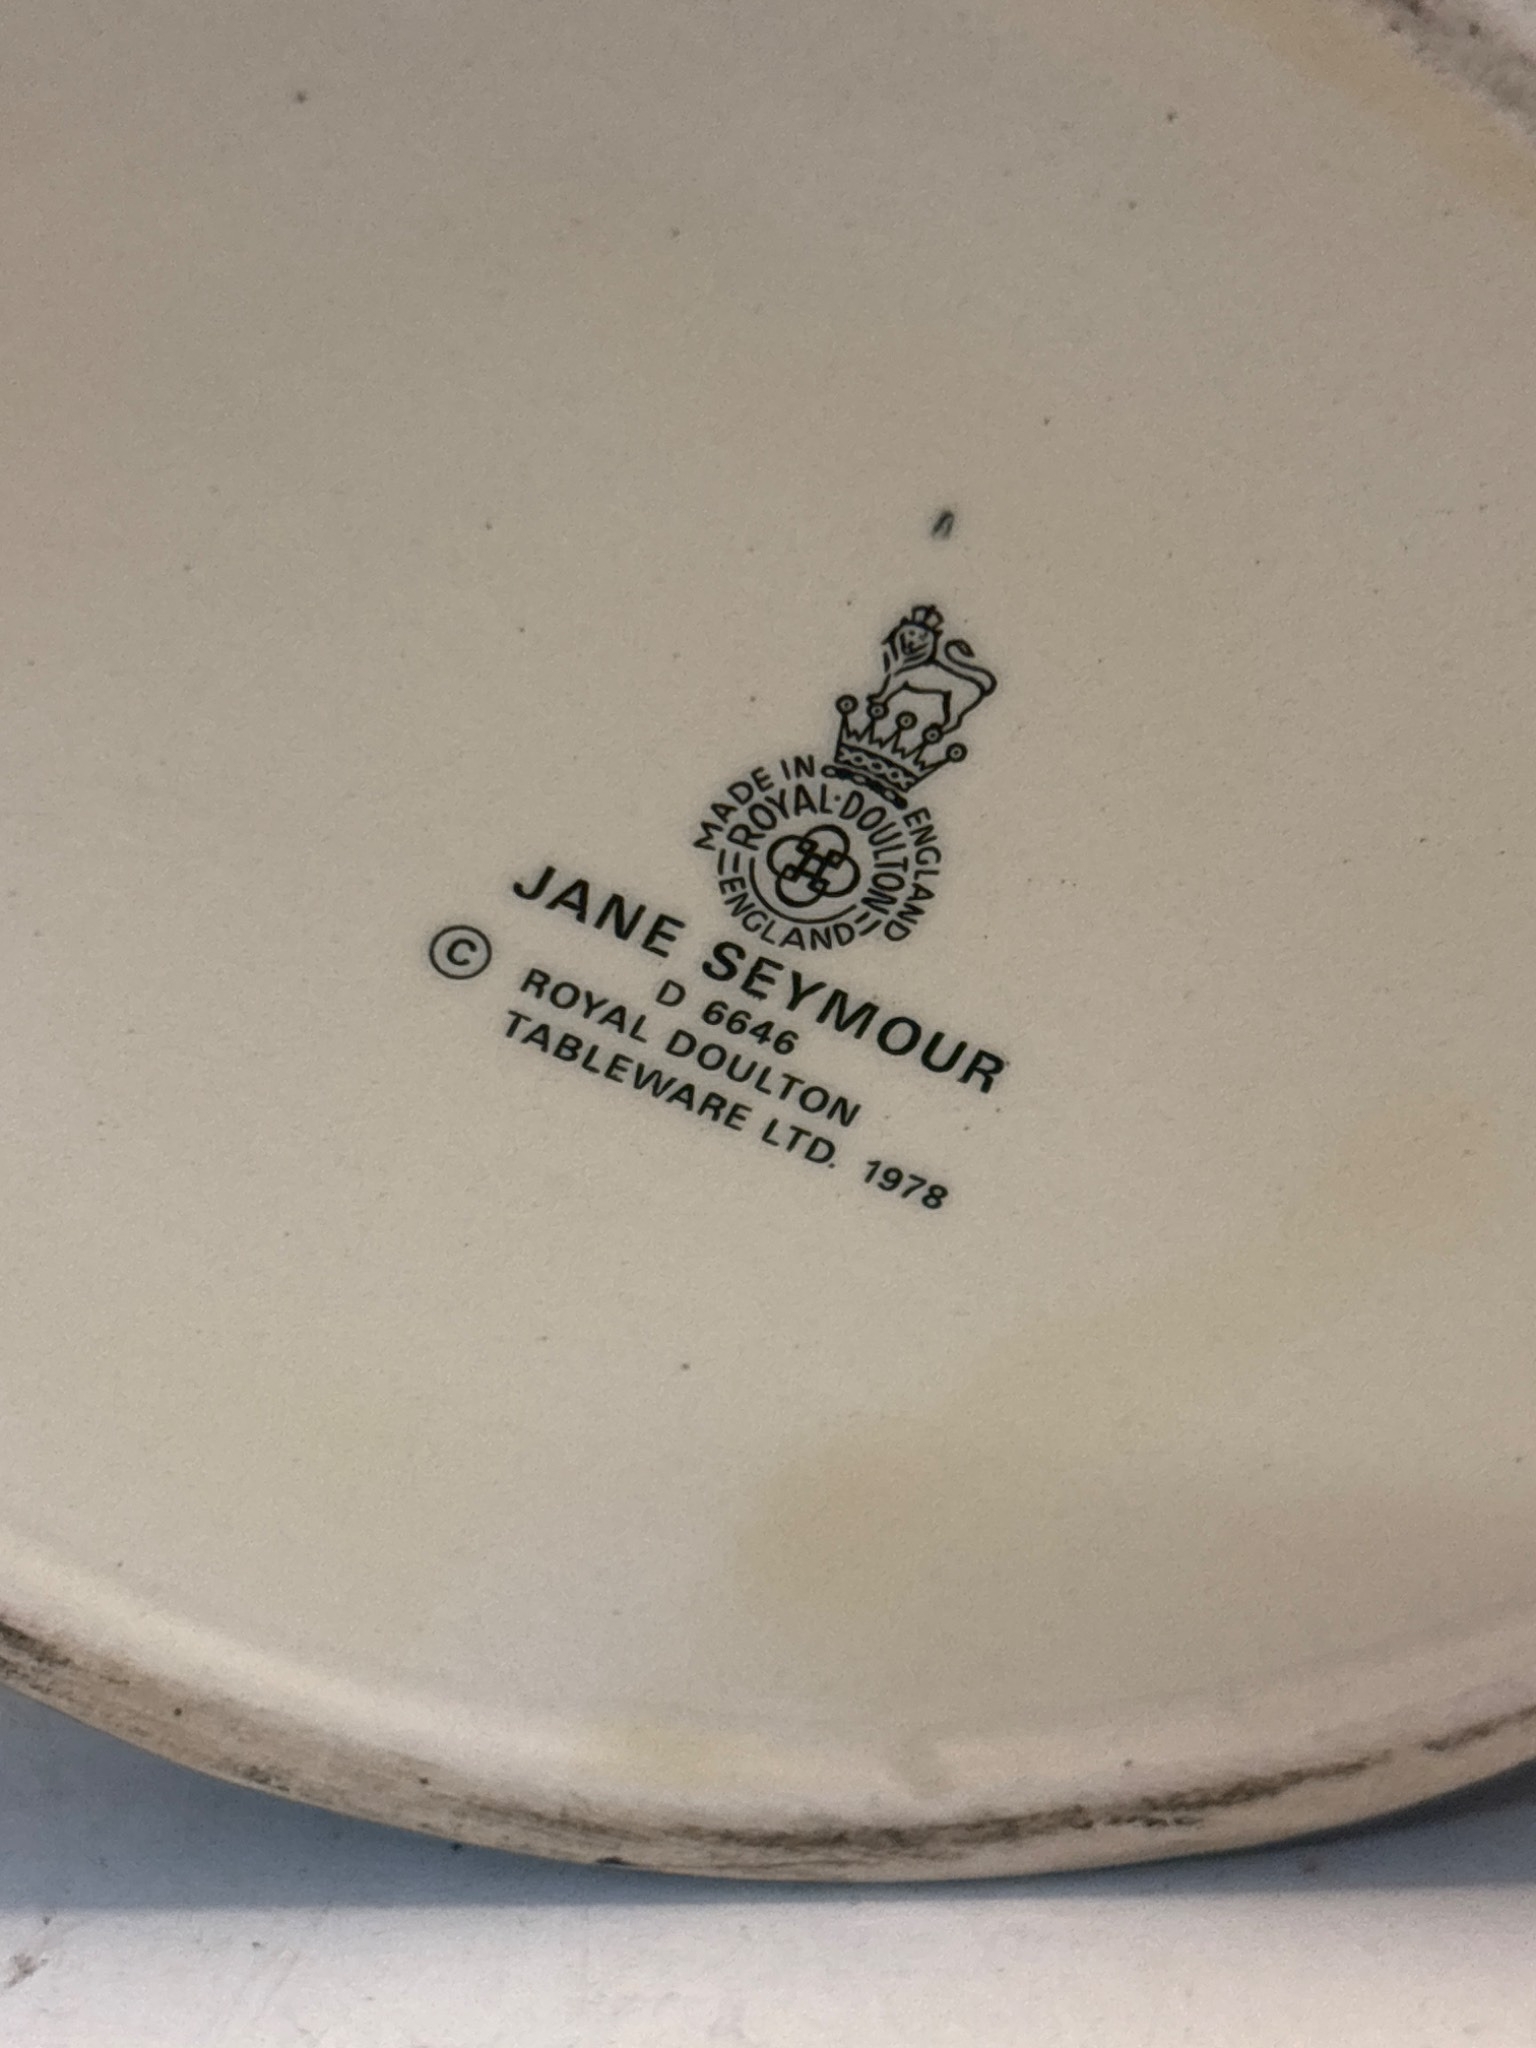 MADE IN ENGLAND
ROYAL·DOULTON
ENGLAND
JANE SEYMOUR
D 6646
© ROYAL DOULTON
TABLEWARE LTD. 1978